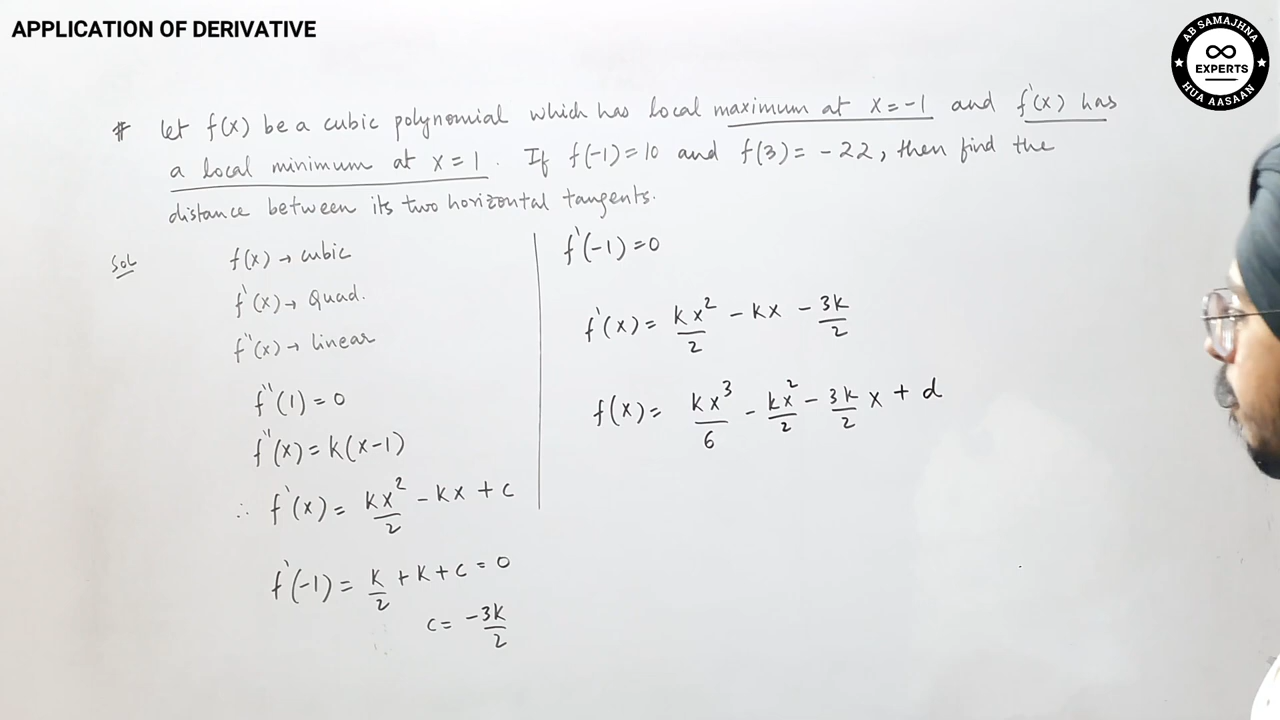 APPLICATION OF DERIVATIVE
AB SAMAJHNA
∞
EXPERTS
HUA AASAAN
# let f(x) be a cubic polynomial which has local maximum at x=-1 and f'(x) has
a local minimum at x=1. If f(-1)=10 and f(3)=-22, then find the
distance between its two horizontal tangents.
Sol
f(x) → cubic
f'(x) → Quad.
f''(x) → linear
f''(1)=0
f''(x)=k(x-1)
∴ f'(x)= kx²/2 - kx + c
f'(-1)= k/2 + k + c = 0
c= -3k/2
f'(-1)=0
f'(x)= kx²/2 - kx - 3k/2
f(x)= kx³/6 - kx²/2 - 3k/2 x + d